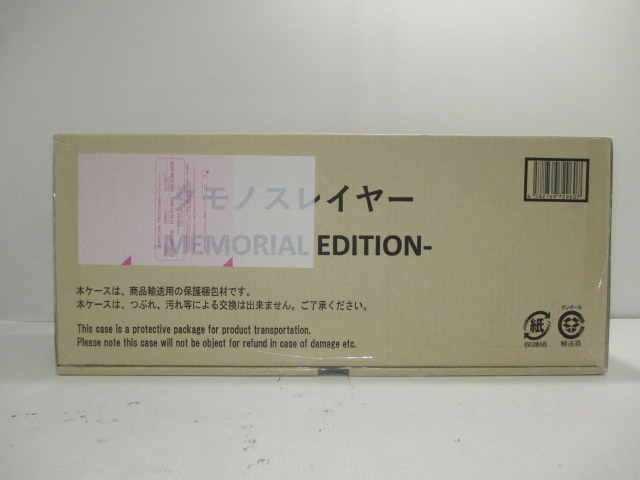 クモノスレイヤー
-MEMORIAL EDITION-
本ケースは、商品輸送用の保護梱包材です。
本ケースは、つぶれ、汚れ等による交換は出来ません。ご了承ください。
This case is a protective package for product transportation.
Please note this case will not be object for refund in case of damage etc.
紙
保護紙
ダンボール
輸送箱